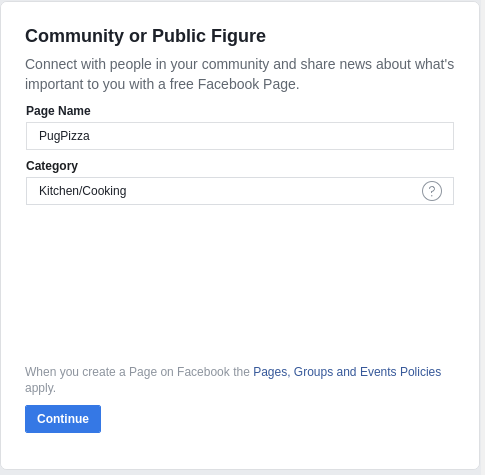 Community or Public Figure
Connect with people in your community and share news about what's
important to you with a free Facebook Page.
Page Name
PugPizza
Category
Kitchen/Cooking
?
When you create a Page on Facebook the Pages, Groups and Events Policies
apply.
Continue